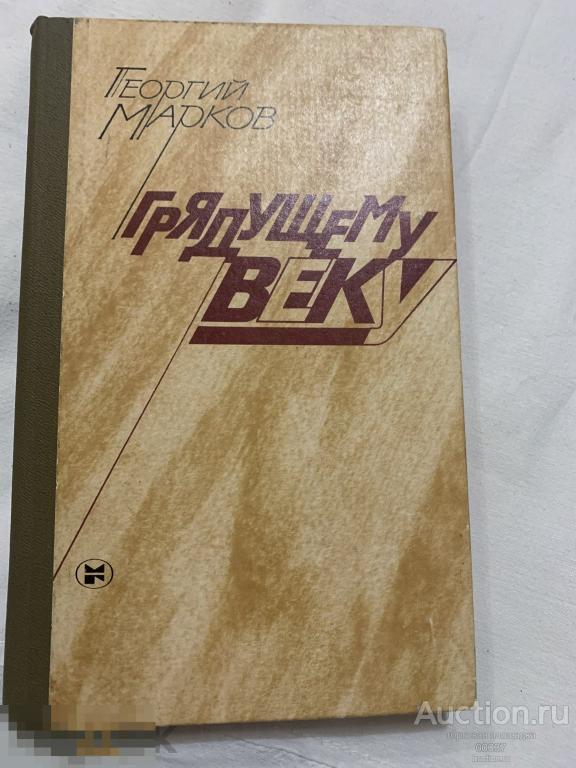 Георгий
Марков
Грядущему
веку
Auction.ru